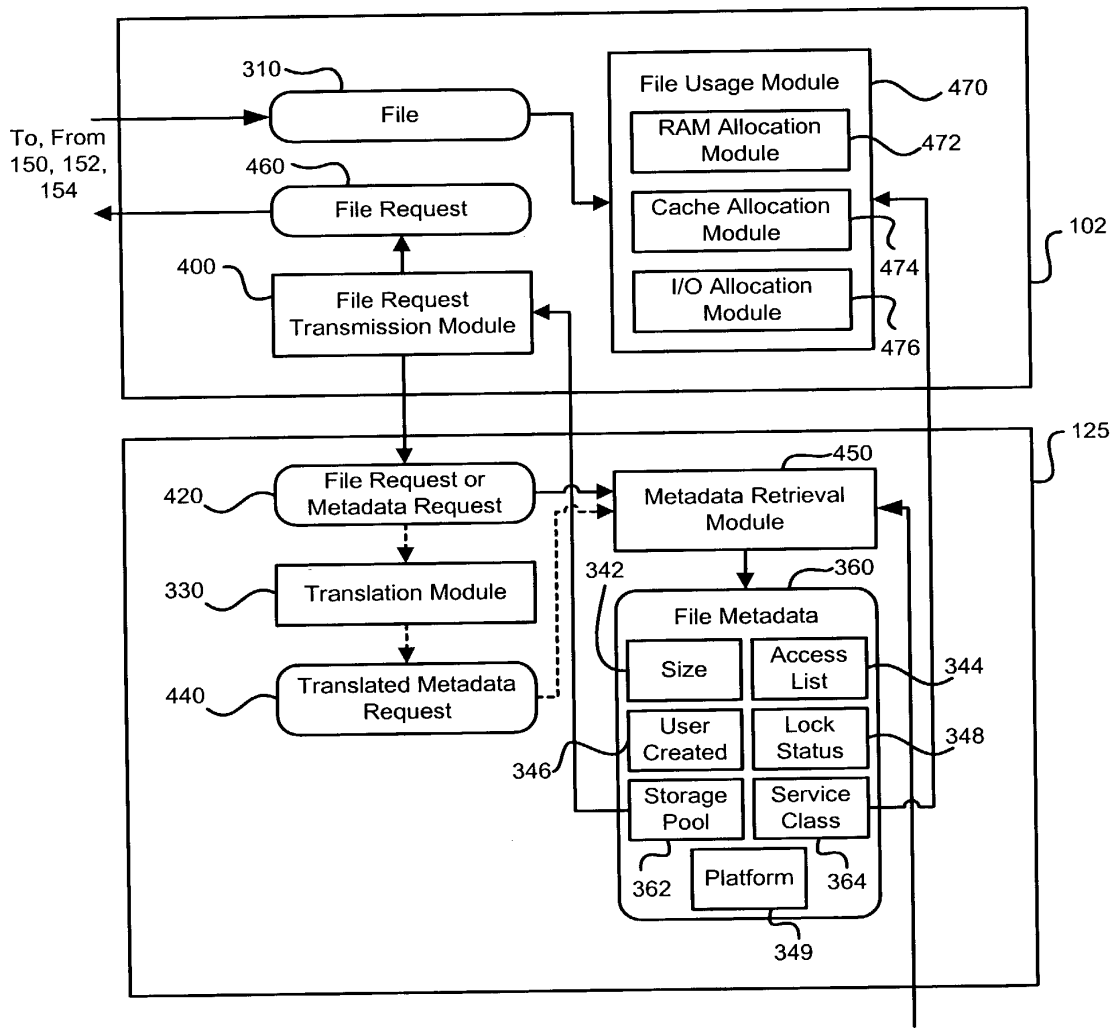 310
File
To, From
150, 152,
154
460
File Request
400
File Request
Transmission Module
File Usage Module
470
RAM Allocation
Module
472
Cache Allocation
Module
474
I/O Allocation
Module
476
102
125
420
File Request or
Metadata Request
330
Translation Module
440
Translated Metadata
Request
450
Metadata Retrieval
Module
342
360
File Metadata
Size
Access
List
344
346
User
Created
Lock
Status
348
Storage
Pool
Service
Class
362
Platform
364
349